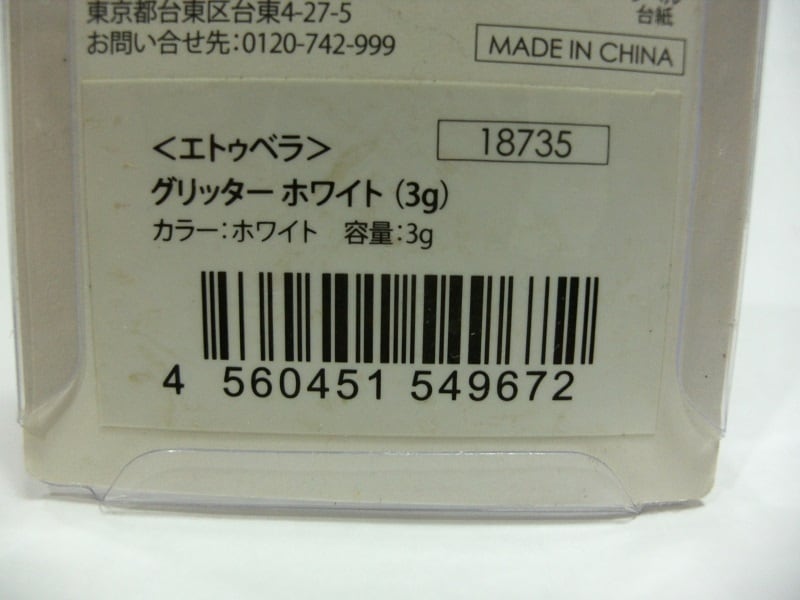 東京都台東区台東4-27-5
台紙
お問い合せ先:0120-742-999
MADE IN CHINA
<エトゥベラ>
18735
グリッター ホワイト (3g)
カラー:ホワイト 容量:3g
4 560451 549672